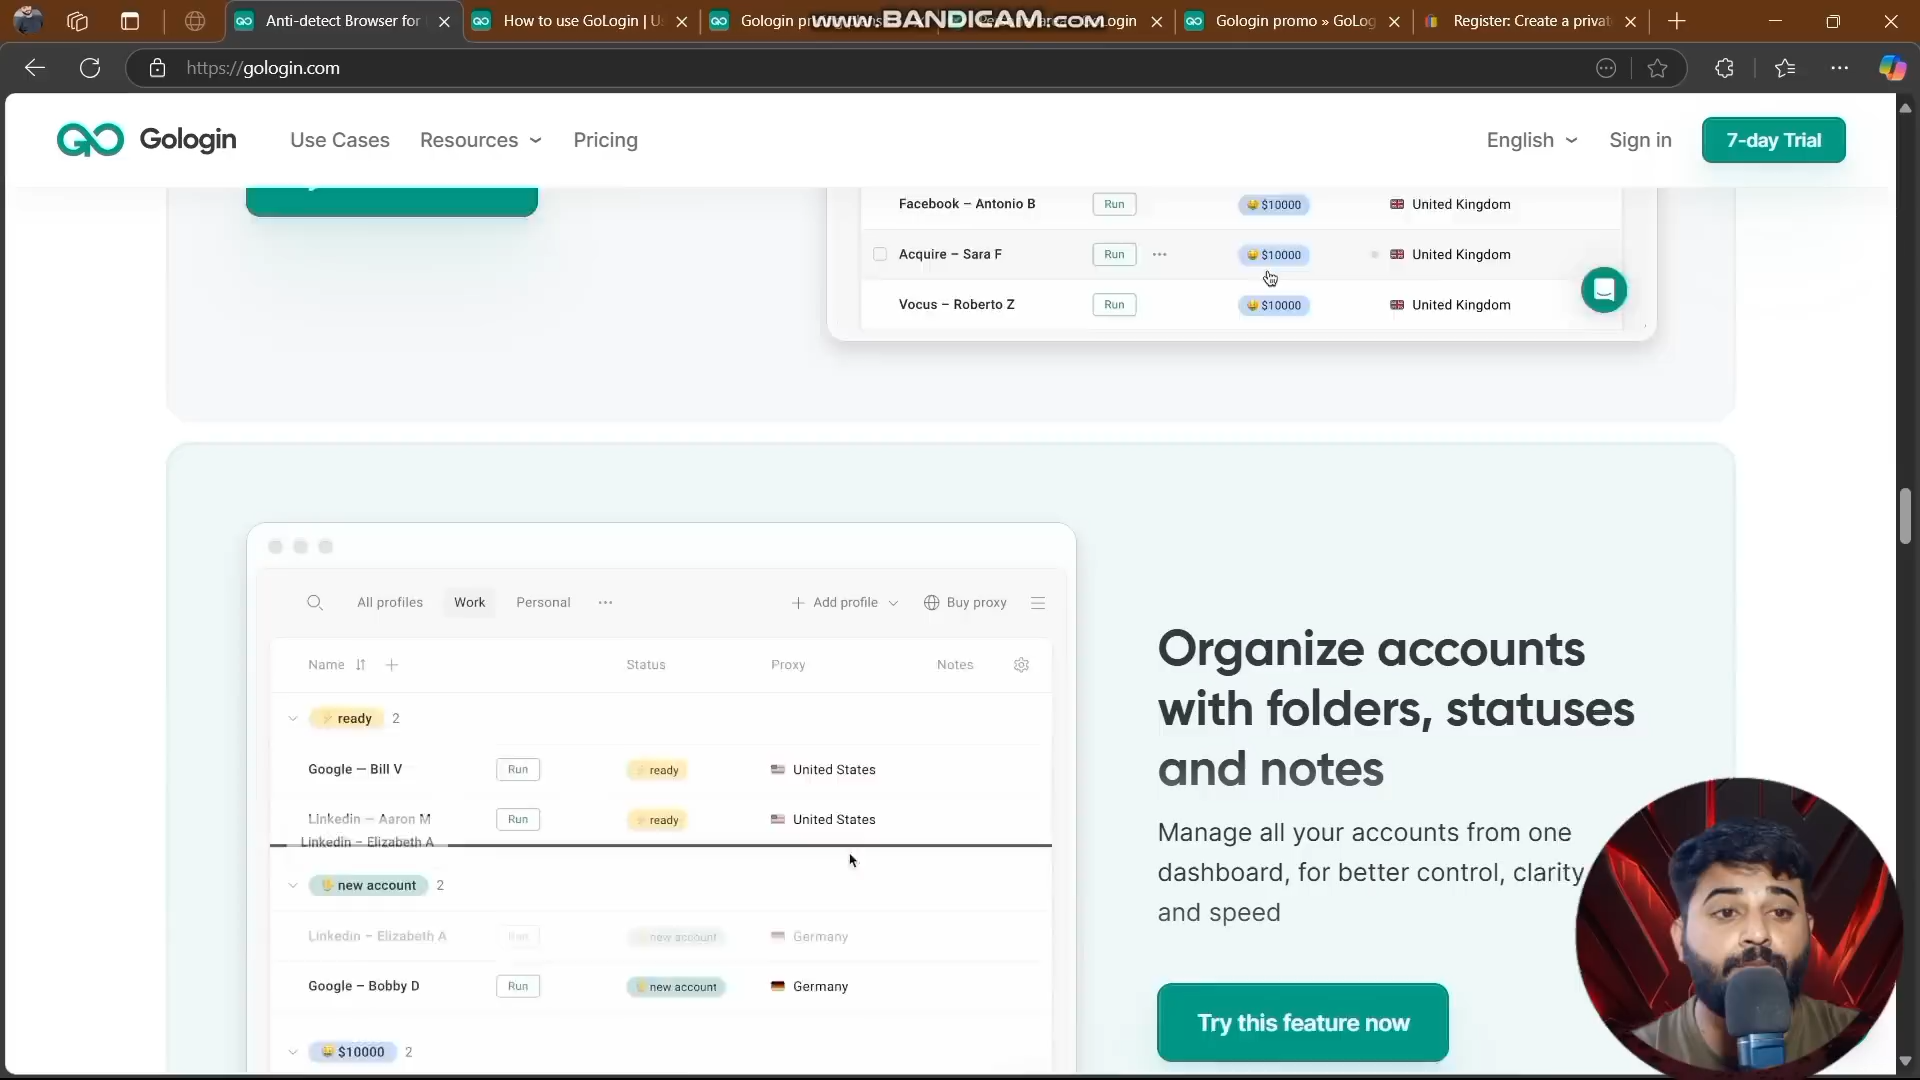 Anti-detect Browser for
How to use GoLogin | U
Gologin pr
www.BANDICAM.com
Login
Gologin promo » GoLog
Register: Create a privat
https://gologin.com
Gologin
Use Cases
Resources
Pricing
English
Sign in
7-day Trial
Facebook – Antonio B
Run
$10000
United Kingdom
Acquire – Sara F
Run
$10000
United Kingdom
Vocus – Roberto Z
Run
$10000
United Kingdom
All profiles
Work
Personal
Add profile
Buy proxy
Name
Status
Proxy
Notes
ready
2
Google — Bill V
Run
ready
United States
Linkedin — Aaron M
Run
ready
United States
Linkedin – Elizabeth A
new account
2
Linkedin – Elizabeth A
Run
new account
Germany
Google – Bobby D
Run
new account
Germany
$10000
2
Organize accounts
with folders, statuses
and notes
Manage all your accounts from one
dashboard, for better control, clarity
and speed
Try this feature now